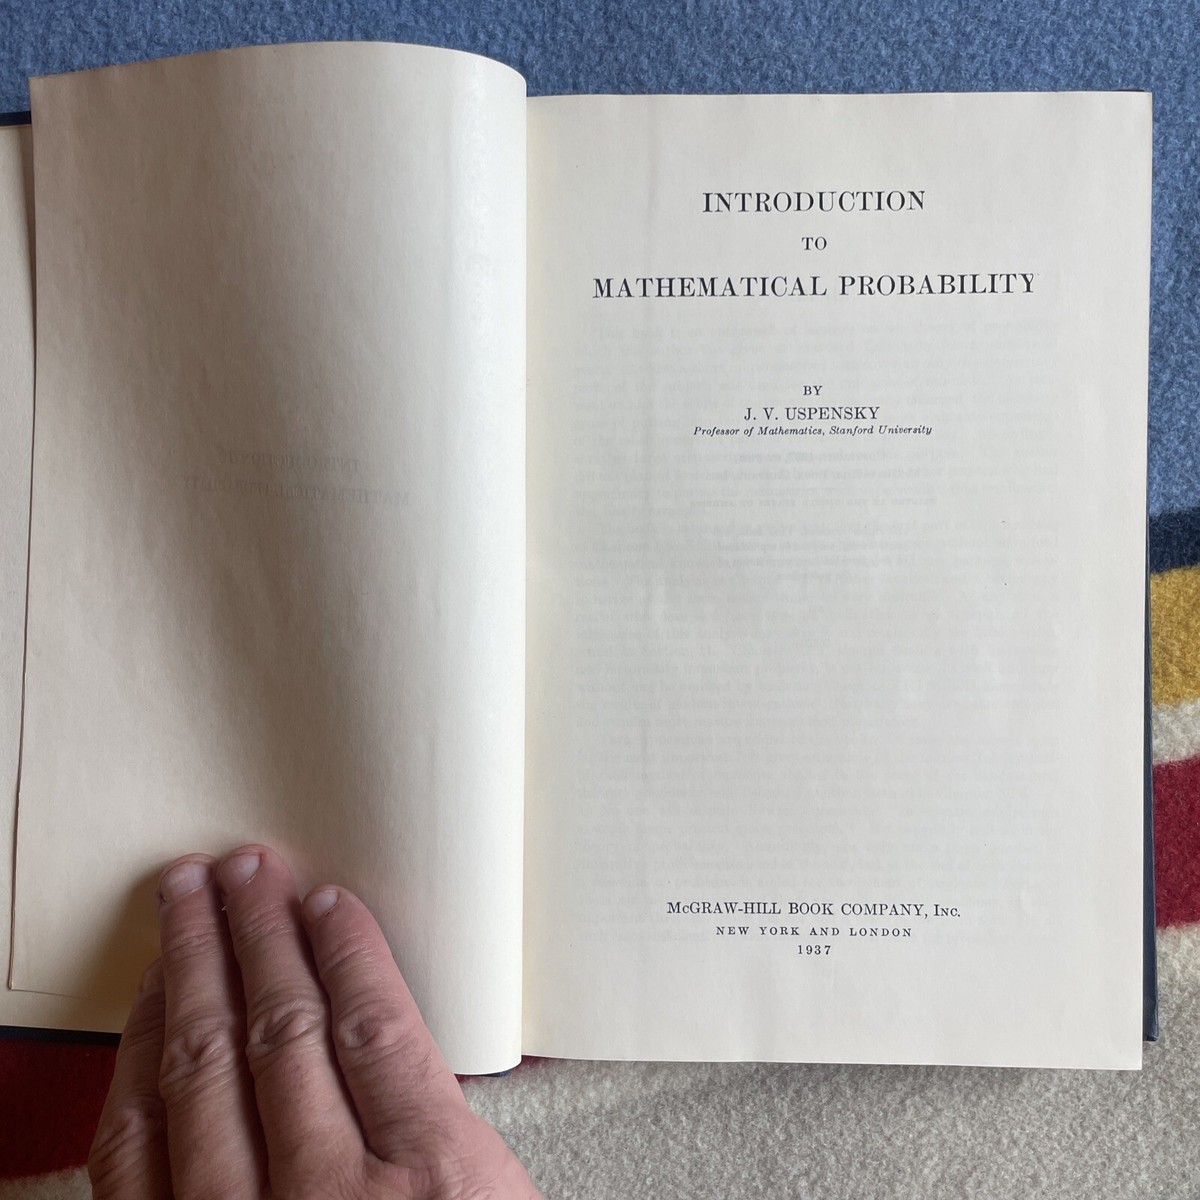 INTRODUCTION
TO
MATHEMATICAL PROBABILITY
BY
J. V. USPENSKY
Professor of Mathematics, Stanford University
McGRAW-HILL BOOK COMPANY, Inc.
NEW YORK AND LONDON
1937